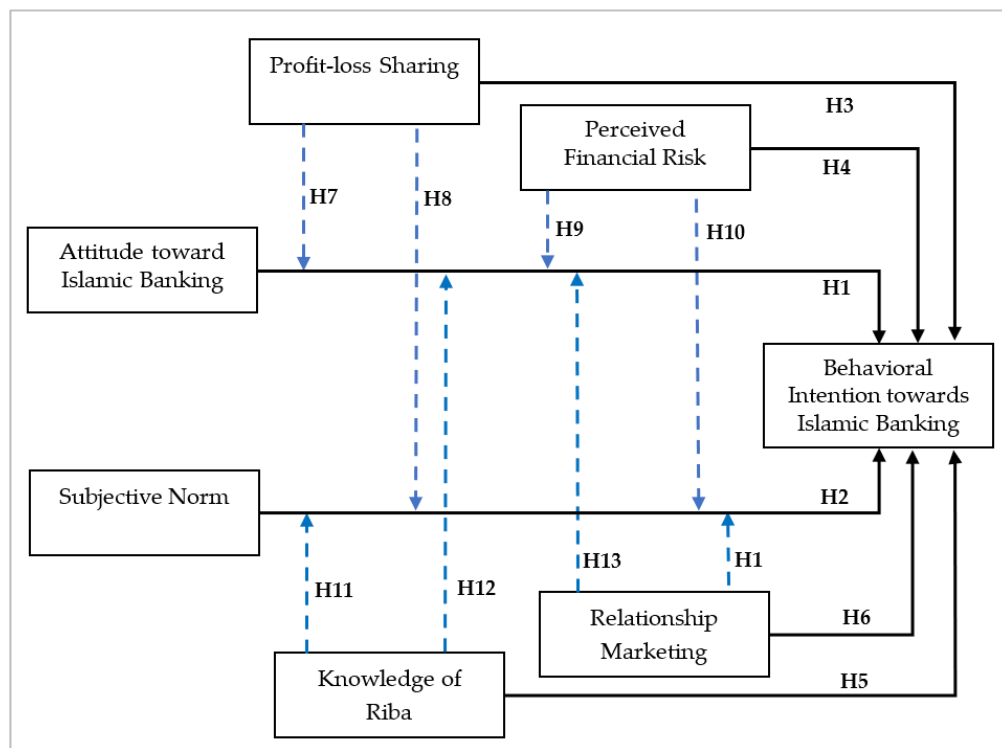 Profit-loss Sharing
H3
Perceived
Financial Risk
H4
H7
H8
H9
H10
Attitude toward
Islamic Banking
H1
Behavioral
Intention towards
Islamic Banking
Subjective Norm
H2
H11
H12
H13
H1
Relationship
Marketing
H6
Knowledge of
Riba
H5